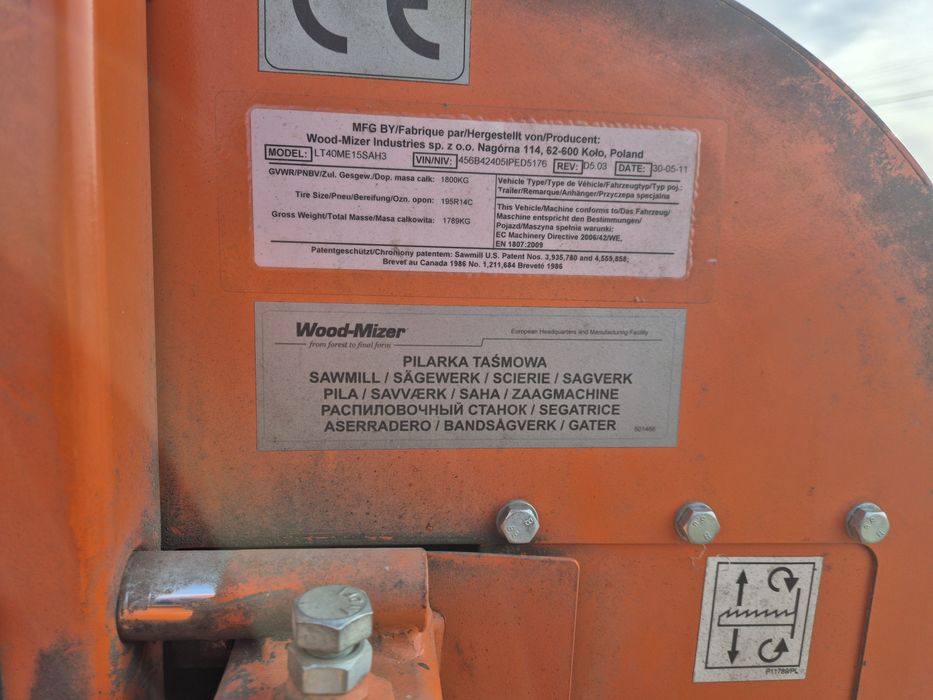 CE
MFG BY/Fabrique par/Hergestellt von/Producent:
Wood-Mizer Industries sp. z o.o. Nagórna 114, 62-600 Koło, Poland
MODEL: LT40ME15SAH3 VIN/NIV: 456B42405IPED5176 REV: D5.03 DATE: 30-05-11
GVWR/PNBV/Zul. Gesgew./Dop. masa całk: 1800KG
Tire Size/Pneu/Bereifung/Ozn. opon: 195R14C
Gross Weight/Total Masse/Masa całkowita: 1789KG
Vehicle Type/Type de Véhicle/Fahrzeugtyp/Typ poj.:
Trailer/Remarque/Anhänger/Przyczepa specjalna
This Vehicle/Machine conforms to/Das Fahrzeug/
Maschine entspricht den Bestimmungen/
Pojazd/Maszyna spełnia warunki:
EC Machinery Directive 2006/42/WE,
EN 1807:2009
Patentgeschützt/Chroniony patentem: Sawmill U.S. Patent Nos. 3,935,780 and 4,559,858;
Brevet au Canada 1986 No. 1,211,684 Breveté 1986
Wood-Mizer
from forest to final form
European Headquarters and Manufacturing Facility
PILARKA TAŚMOWA
SAWMILL / SÄGEWERK / SCIERIE / SAGVERK
PILA / SAVVÆRK / SAHA / ZAAGMACHINE
РАСПИЛОВОЧНЫЙ СТАНОК / SEGATRICE
ASERRADERO / BANDSÅGVERK / GATER
501465
P11789/PL